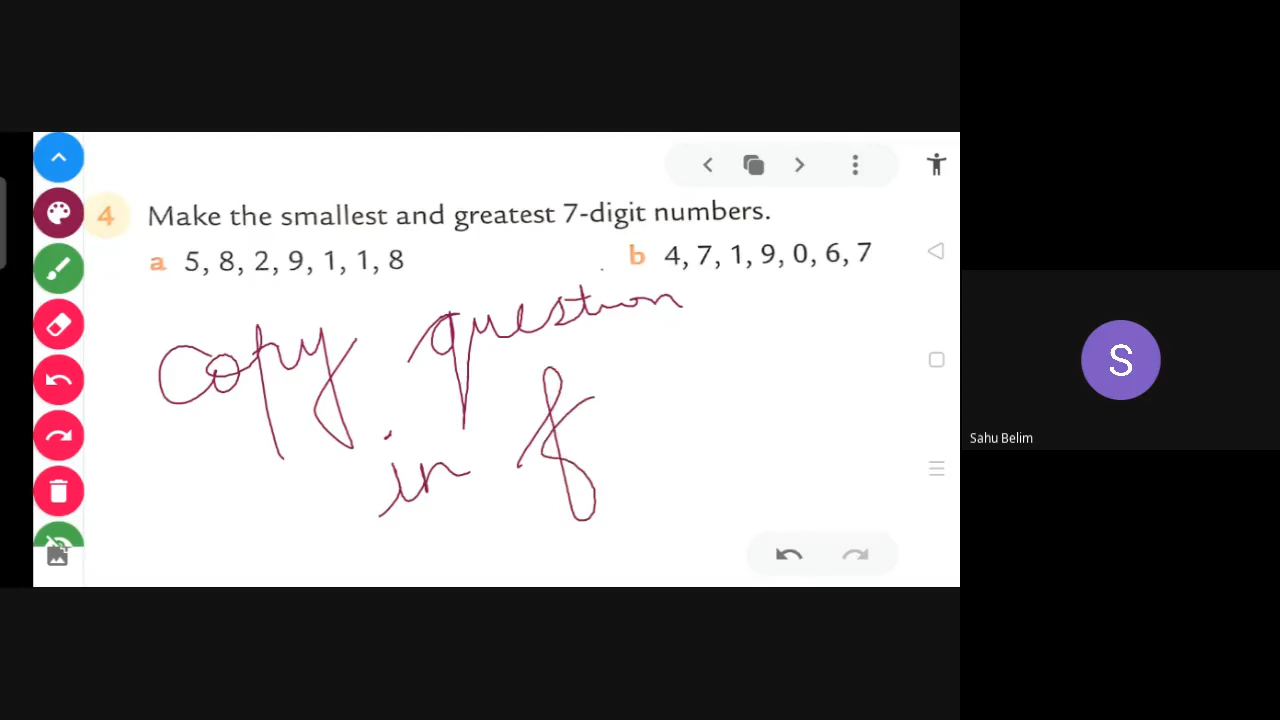 4 Make the smallest and greatest 7-digit numbers.
a 5, 8, 2, 9, 1, 1, 8 b 4, 7, 1, 9, 0, 6, 7
copy question
in f
S
Sahu Belim